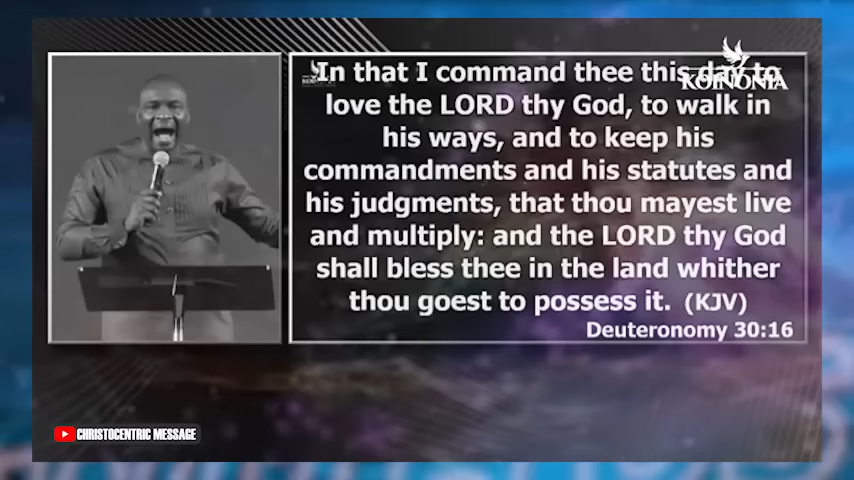 In that I command thee this day to
love the LORD thy God, to walk in
his ways, and to keep his
commandments and his statutes and
his judgments, that thou mayest live
and multiply: and the LORD thy God
shall bless thee in the land whither
thou goest to possess it. (KJV)
Deuteronomy 30:16
KOINONIA
CHRISTOCENTRIC MESSAGE